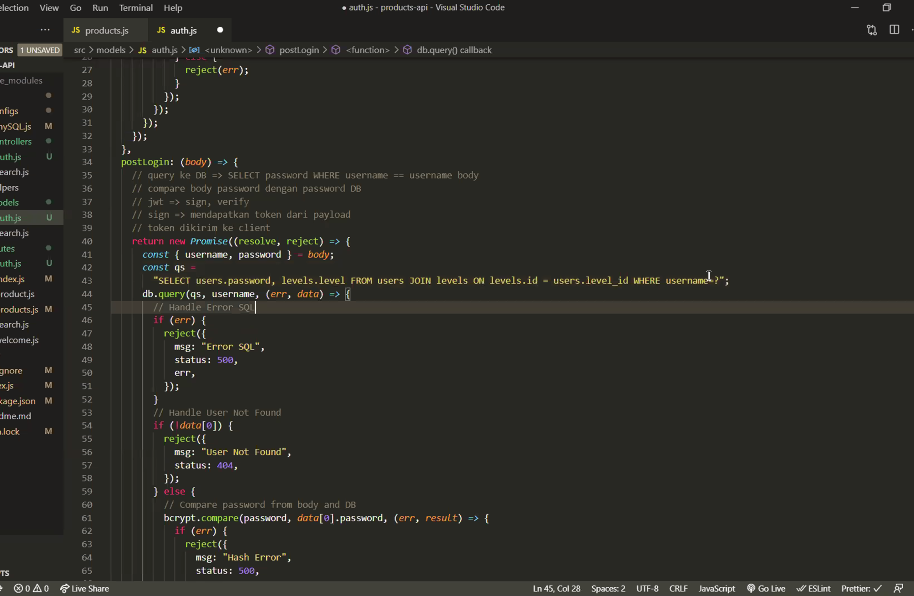 election View Go Run Terminal Help
● auth.js - products-api - Visual Studio Code
JS products.js
JS auth.js ●
ORS 1 UNSAVED
src > models > JS auth.js > <unknown> > postLogin > <function> > db.query() callback
-API
e_modules
nfigs
ySQL.js M
ntrollers
uth.js U
earch.js
lpers
odels
auth.js U
earch.js
utes
uth.js U
ndex.js M
roduct.js
roducts.js M
earch.js
elcome.js
gnore M
ex.js M
kage.json M
dme.md
n.lock M
TS
27 reject(err);
28 }
29 });
30 });
31 });
32 });
33 },
34 postLogin: (body) => {
35 // query ke DB => SELECT password WHERE username == username body
36 // compare body password dengan password DB
37 // jwt => sign, verify
38 // sign => mendapatkan token dari payload
39 // token dikirim ke client
40 return new Promise((resolve, reject) => {
41 const { username, password } = body;
42 const qs =
43 "SELECT users.password, levels.level FROM users JOIN levels ON levels.id = users.level_id WHERE username=?";
44 db.query(qs, username, (err, data) => {
45 // Handle Error SQL
46 if (err) {
47 reject({
48 msg: "Error SQL",
49 status: 500,
50 err,
51 });
52 }
53 // Handle User Not Found
54 if (!data[0]) {
55 reject({
56 msg: "User Not Found",
57 status: 404,
58 });
59 } else {
60 // Compare password from body and DB
61 bcrypt.compare(password, data[0].password, (err, result) => {
62 if (err) {
63 reject({
64 msg: "Hash Error",
65 status: 500,
0 0 Live Share
Ln 45, Col 28 Spaces: 2 UTF-8 CRLF JavaScript Go Live ESLint Prettier: ✓